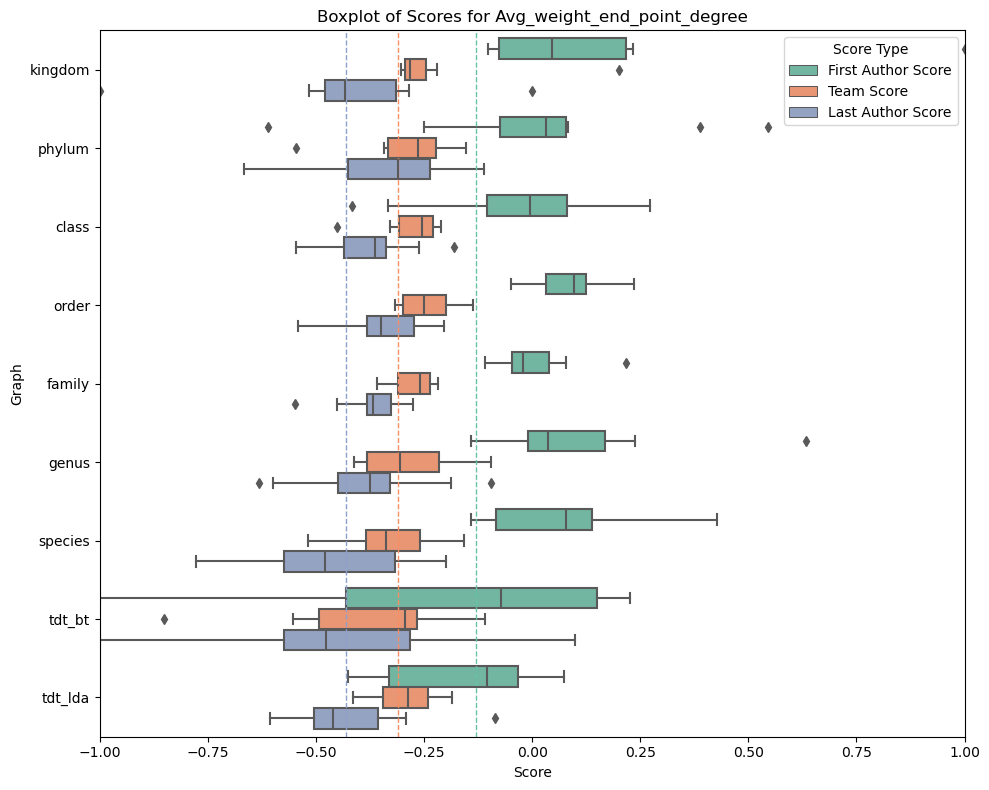 Boxplot of Scores for Avg_weight_end_point_degree
Score Type
First Author Score
Team Score
Last Author Score
Graph
kingdom
phylum
class
order
family
genus
species
tdt_bt
tdt_lda
−1.00 −0.75 −0.50 −0.25 0.00 0.25 0.50 0.75 1.00
Score